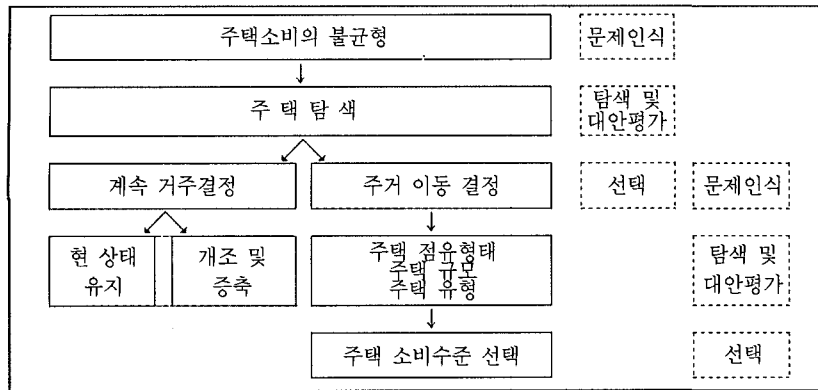 주택소비의 불균형
문제인식
주 택 탐 색
탐색 및
대안평가
계속 거주결정
주거 이동 결정
선택
문제인식
현 상태
유지
개조 및
증축
주택 점유형태
주택 규모
주택 유형
탐색 및
대안평가
주택 소비수준 선택
선택